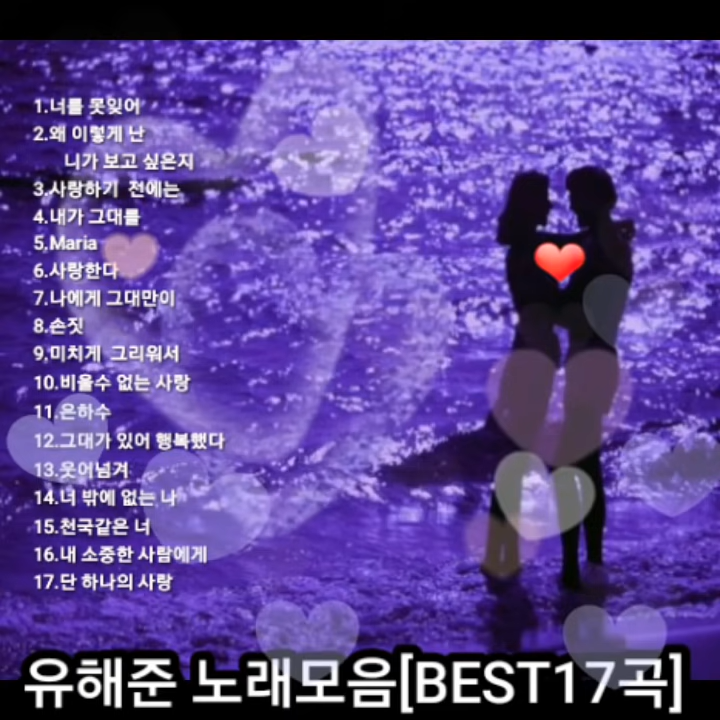 1.너를 못잊어
2.왜 이렇게 난
니가 보고 싶은지
3.사랑하기 전에는
4.내가 그대를
5,Maria
6.사랑한다
7.나에게 그대만이
8.손짓
9,미치게 그리워서
10.비울수 없는 사랑
11.은하수
12.그대가 있어 행복했다
13.웃어넘겨
14.너 밖에 없는 나
15.천국같은 너
16.내 소중한 사람에게
17.단 하나의 사랑
유해준 노래모음[BEST17곡]